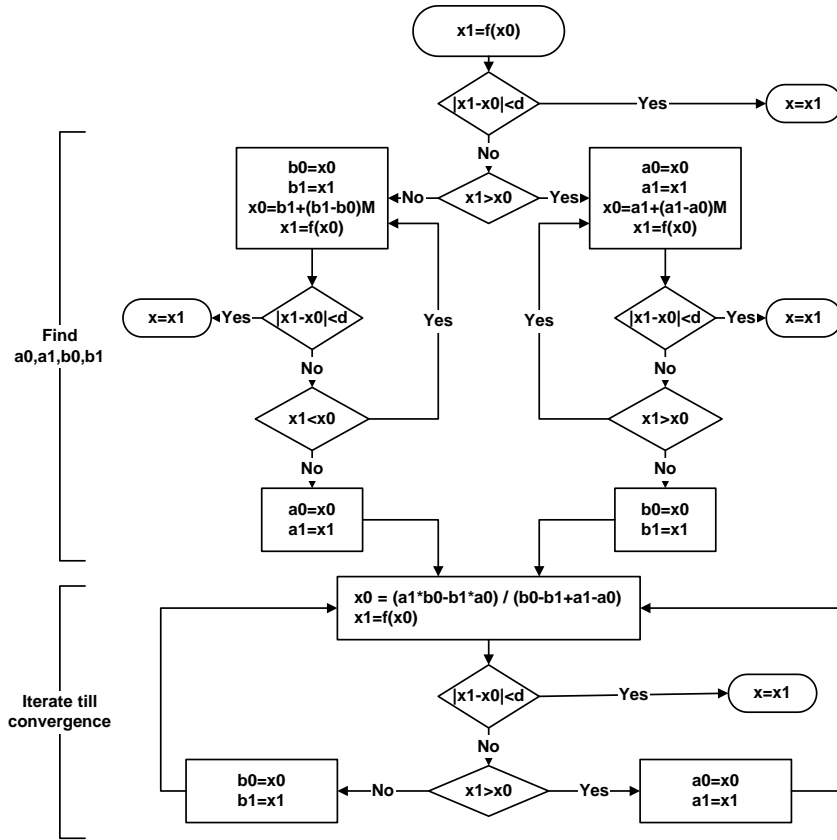 x1=f(x0)
|x1-x0|<d
Yes
x=x1
No
b0=x0
b1=x1
x0=b1+(b1-b0)M
x1=f(x0)
No
x1>x0
Yes
a0=x0
a1=x1
x0=a1+(a1-a0)M
x1=f(x0)
Find
a0,a1,b0,b1
x=x1
Yes
|x1-x0|<d
Yes
Yes
|x1-x0|<d
Yes
x=x1
No
No
x1<x0
x1>x0
No
No
a0=x0
a1=x1
b0=x0
b1=x1
x0 = (a1*b0-b1*a0) / (b0-b1+a1-a0)
x1=f(x0)
Iterate till
convergence
|x1-x0|<d
Yes
x=x1
No
b0=x0
b1=x1
No
x1>x0
Yes
a0=x0
a1=x1